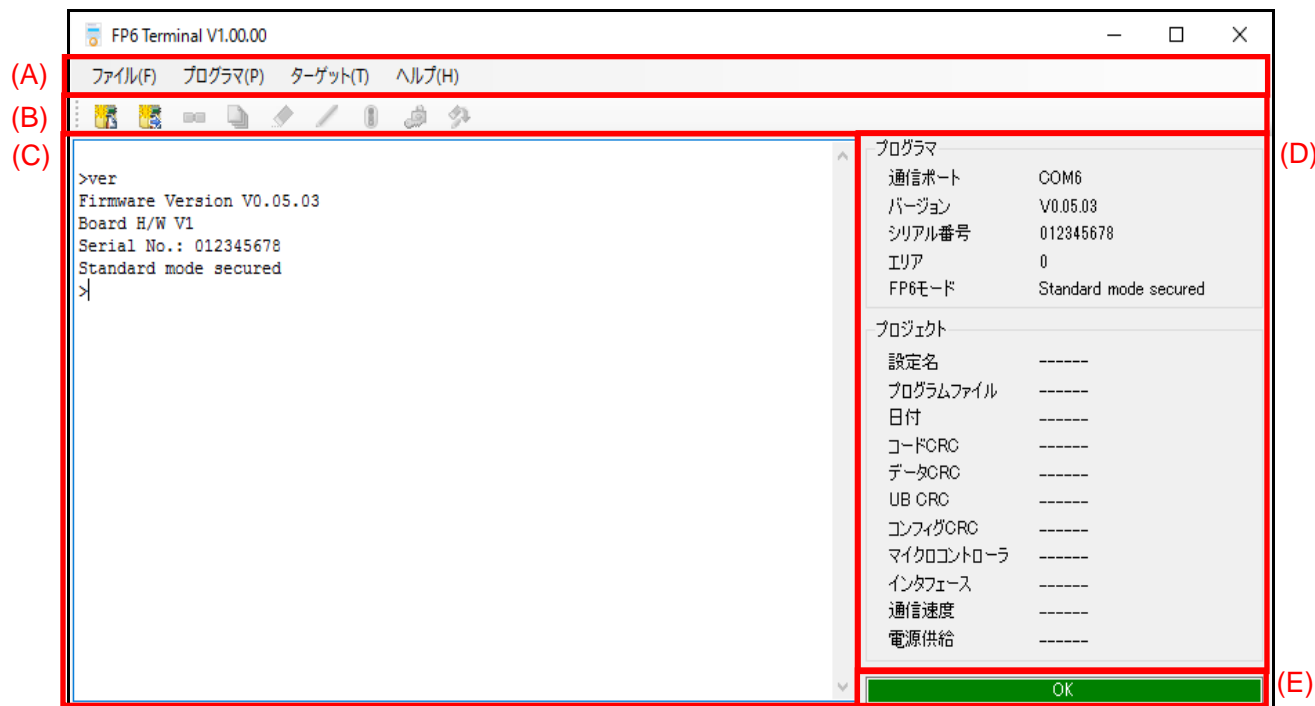 FP6 Terminal V1.00.00
(A)
ファイル(F) プログラマ(P) ターゲット(T) ヘルプ(H)
(B)
(C)
>ver
Firmware Version V0.05.03
Board H/W V1
Serial No.: 012345678
Standard mode secured
>
(D)
プログラマ
通信ポート COM6
バージョン V0.05.03
シリアル番号 012345678
エリア 0
FP6モード Standard mode secured
プロジェクト
設定名 ------
プログラムファイル ------
日付 ------
コードCRC ------
データCRC ------
UB CRC ------
コンフィグCRC ------
マイクロコントローラ ------
インタフェース ------
通信速度 ------
電源供給 ------
OK
(E)